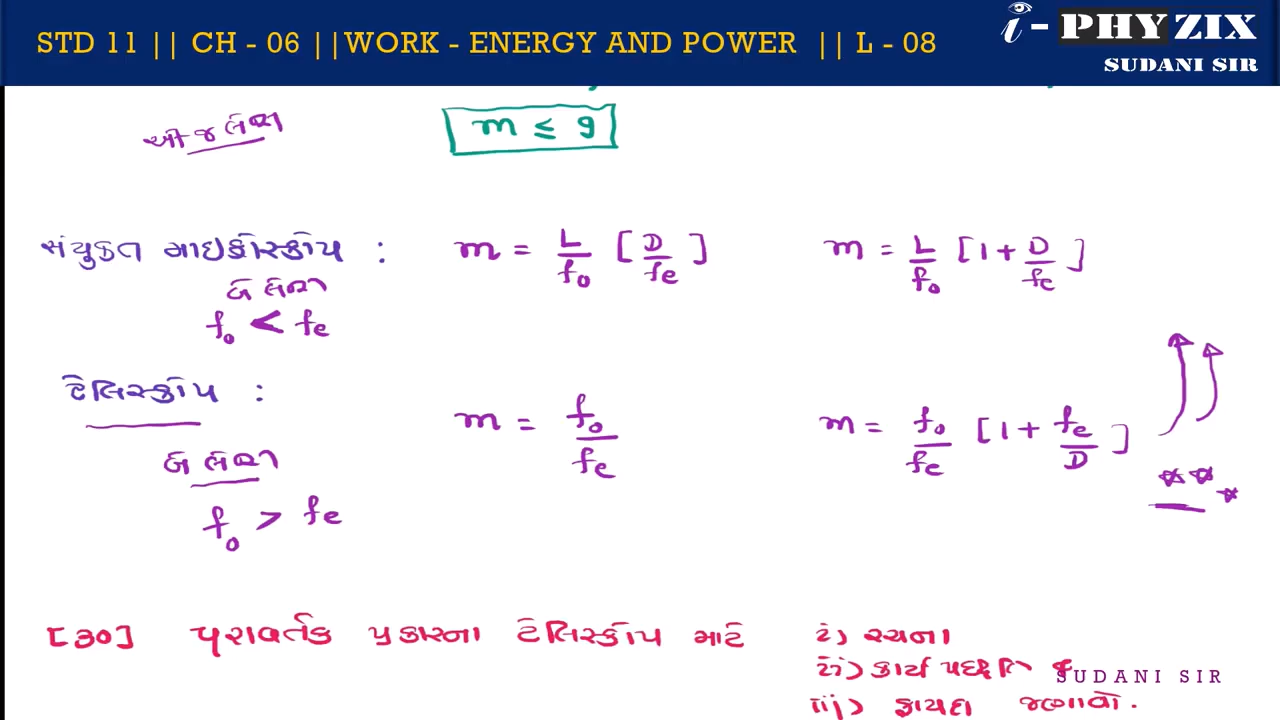 STD 11 || CH - 06 ||WORK - ENERGY AND POWER || L - 08
i-PHYZIX
SUDANI SIR
m ≤ 9
સંયુકત માઇક્રોસ્કોપ : m = L/f₀ [D/fe] m = L/f₀ [1 + D/fe]
બે લેન્સ
f₀ < fe
ટેલિસ્કોપ : m = f₀/fe m = f₀/fe [1 + fe/D]
બે લેન્સ
f₀ > fe
[30] પરાવર્તક પ્રકારના ટેલિસ્કોપ માટે i) રચના
ii) કાર્ય પદ્ધતિ
SUDANI SIR
iii) ફાયદા જણાવો.